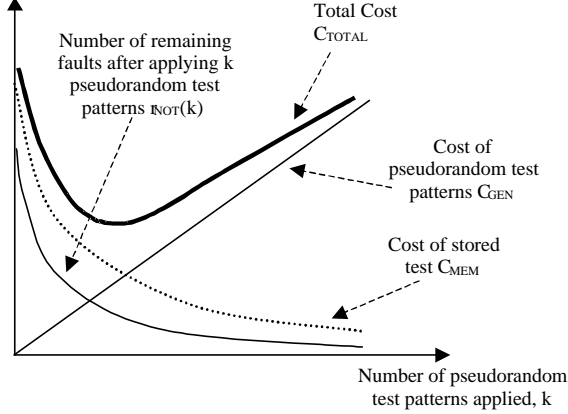 Total Cost
CTOTAL
Number of remaining
faults after applying k
pseudorandom test
patterns rNOT(k)
Cost of
pseudorandom test
patterns CGEN
Cost of stored
test CMEM
Number of pseudorandom
test patterns applied, k